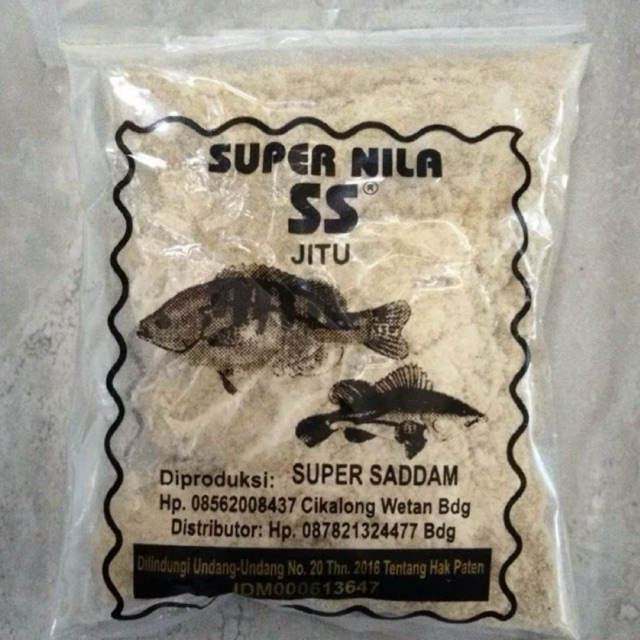 SUPER NILA
SS®
JITU
Diproduksi: SUPER SADDAM
Hp. 08562008437 Cikalong Wetan Bdg
Distributor: Hp. 087821324477 Bdg
Dilindungi Undang-Undang No. 20 Thn. 2016 Tentang Hak Paten
IDM000613647